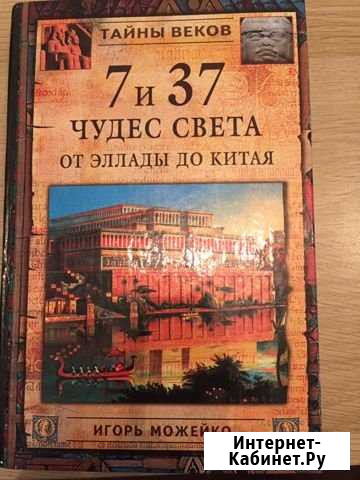 ТАЙНЫ ВЕКОВ
7 и 37
ЧУДЕС СВЕТА
ОТ ЭЛЛАДЫ ДО КИТАЯ
ИГОРЬ МОЖЕЙКО
Интернет-
Кабинет.Ру